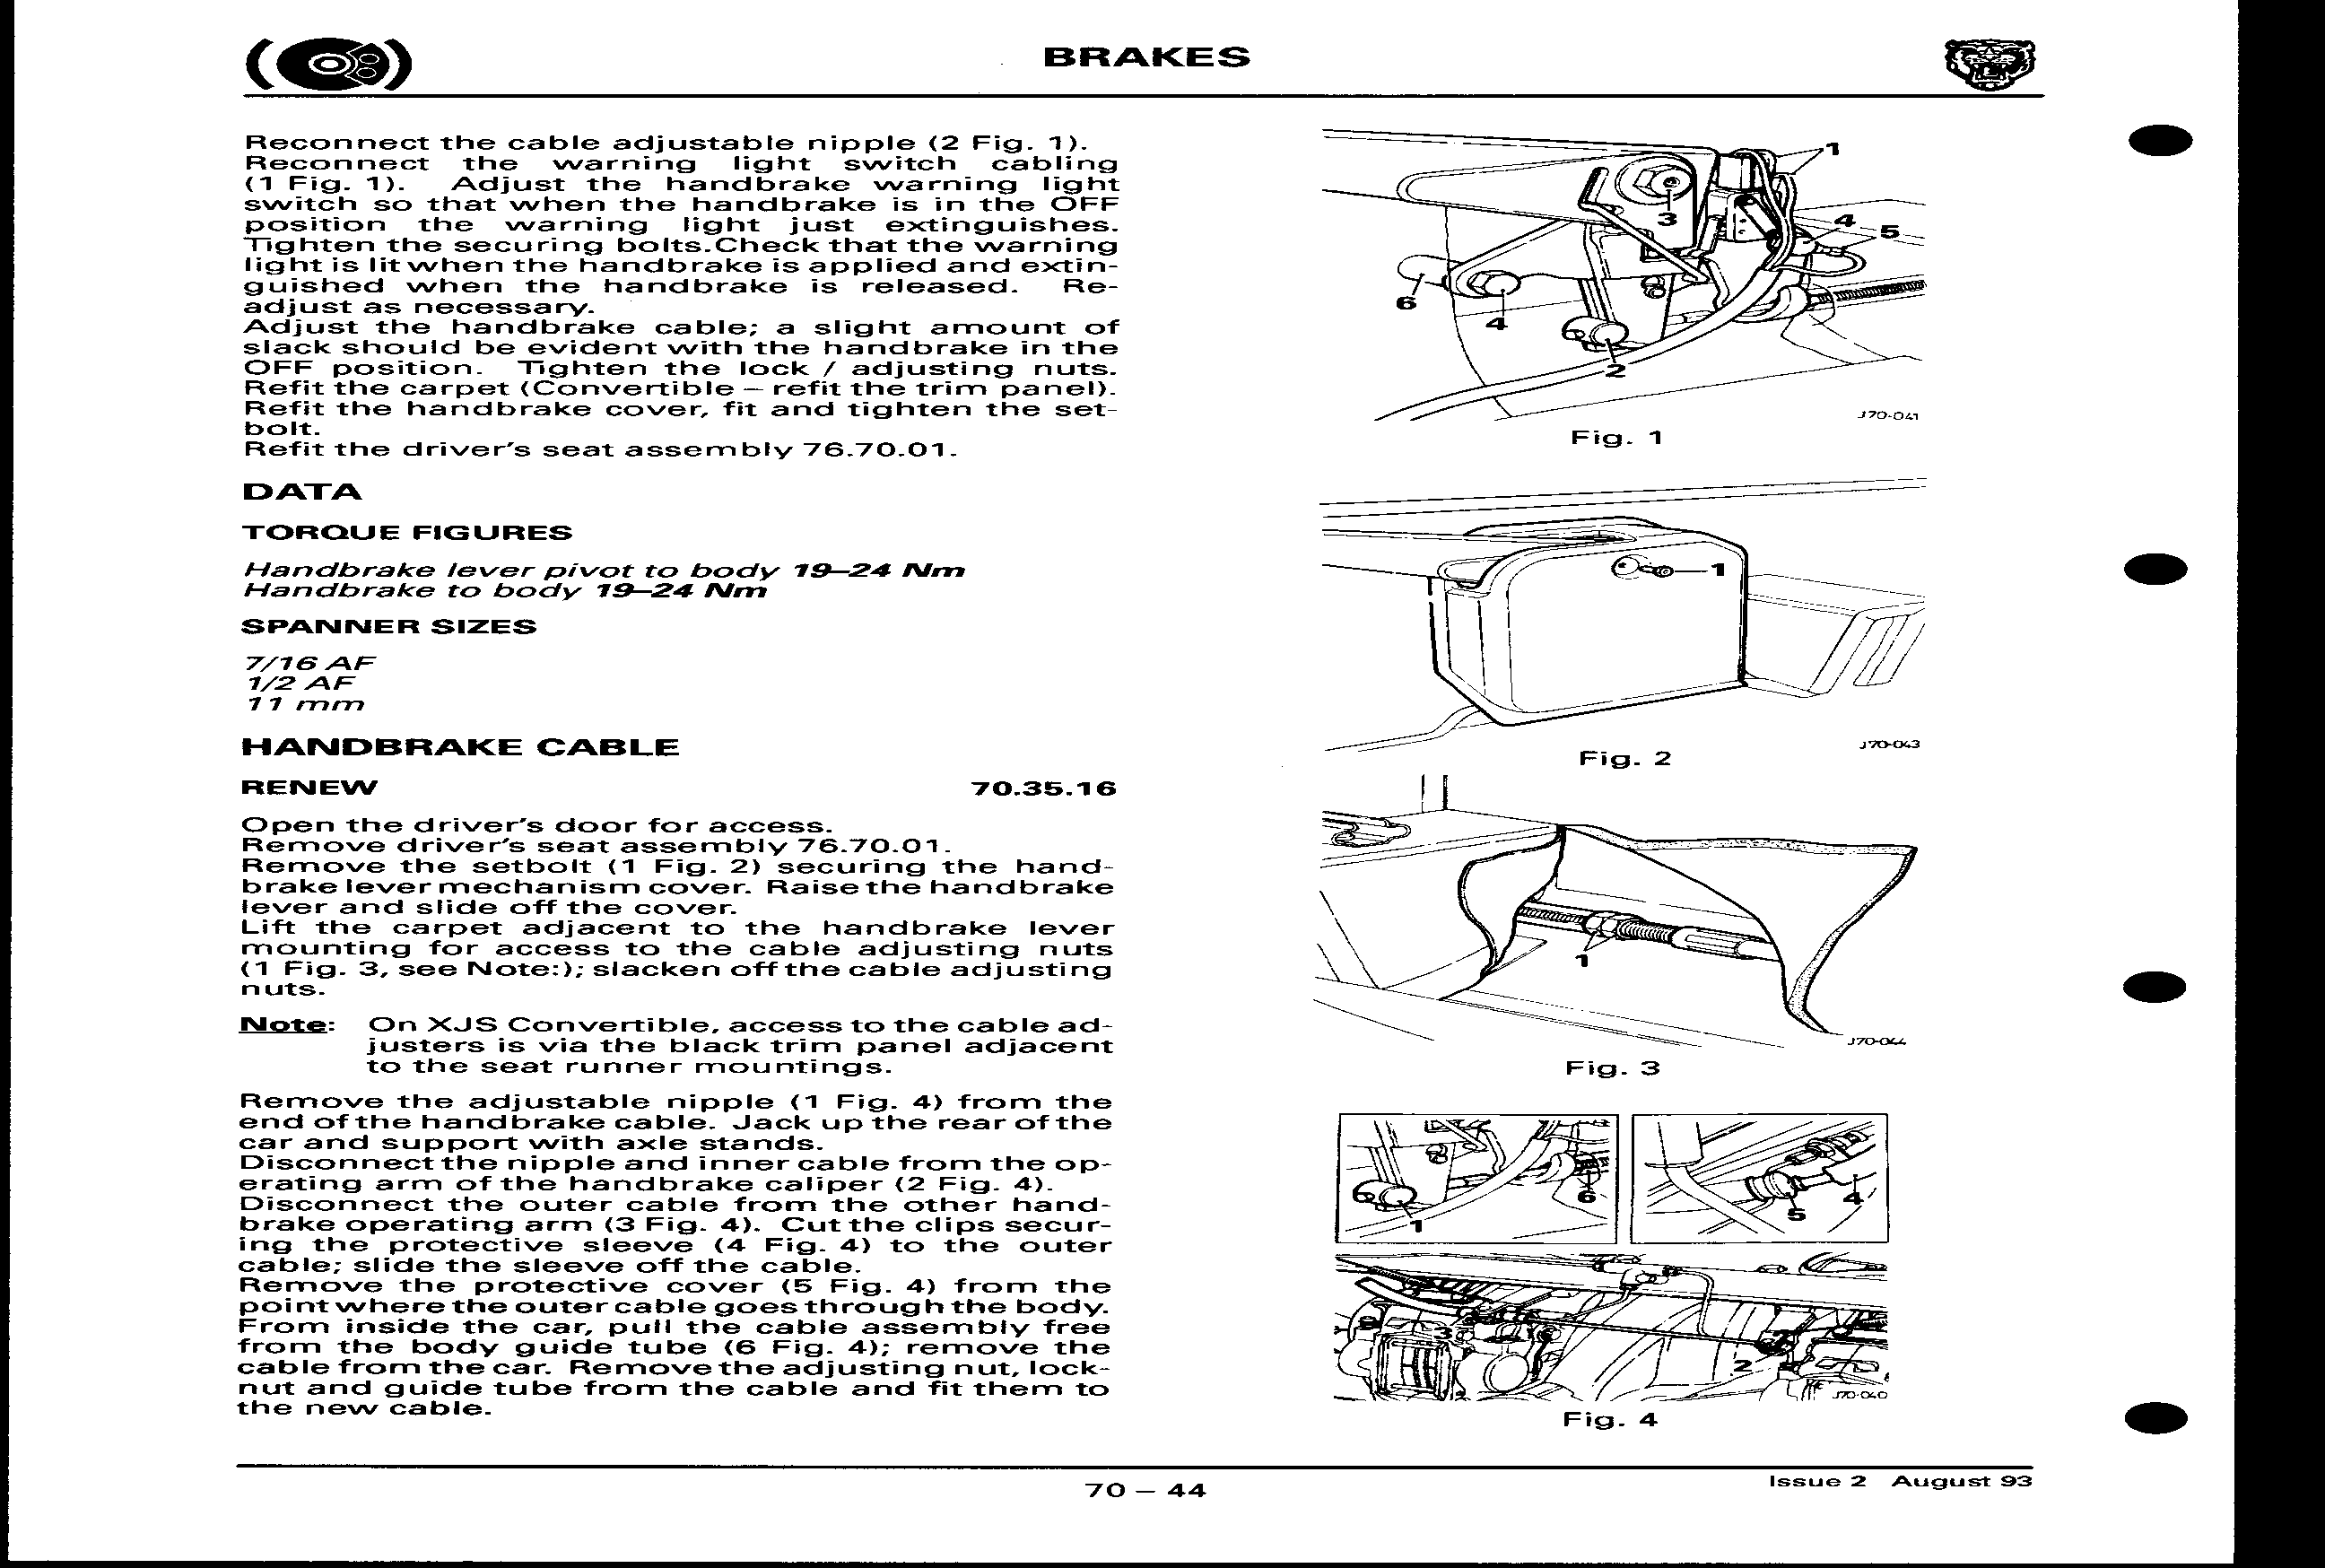 BRAKES
Reconnect the cable adjustable nipple (2 Fig. 1).
Reconnect the warning light switch cabling
(1 Fig. 1). Adjust the handbrake warning light
switch so that when the handbrake is in the OFF
position the warning light just extinguishes.
Tighten the securing bolts.Check that the warning
light is lit when the handbrake is applied and extin-
guished when the handbrake is released. Re-
adjust as necessary.
Adjust the handbrake cable; a slight amount of
slack should be evident with the handbrake in the
OFF position. Tighten the lock / adjusting nuts.
Refit the carpet (Convertible – refit the trim panel).
Refit the handbrake cover, fit and tighten the set-
bolt.
Refit the driver's seat assembly 76.70.01.
DATA
TORQUE FIGURES
Handbrake lever pivot to body 19–24 Nm
Handbrake to body 19–24 Nm
SPANNER SIZES
7/16 AF
1/2 AF
11 mm
HANDBRAKE CABLE
RENEW 70.35.16
Open the driver's door for access.
Remove driver's seat assembly 76.70.01.
Remove the setbolt (1 Fig. 2) securing the hand-
brake lever mechanism cover. Raise the handbrake
lever and slide off the cover.
Lift the carpet adjacent to the handbrake lever
mounting for access to the cable adjusting nuts
(1 Fig. 3, see Note:); slacken off the cable adjusting
nuts.
Note: On XJS Convertible, access to the cable ad-
justers is via the black trim panel adjacent
to the seat runner mountings.
Remove the adjustable nipple (1 Fig. 4) from the
end of the handbrake cable. Jack up the rear of the
car and support with axle stands.
Disconnect the nipple and inner cable from the op-
erating arm of the handbrake caliper (2 Fig. 4).
Disconnect the outer cable from the other hand-
brake operating arm (3 Fig. 4). Cut the clips secur-
ing the protective sleeve (4 Fig. 4) to the outer
cable; slide the sleeve off the cable.
Remove the protective cover (5 Fig. 4) from the
point where the outer cable goes through the body.
From inside the car, pull the cable assembly free
from the body guide tube (6 Fig. 4); remove the
cable from the car. Remove the adjusting nut, lock-
nut and guide tube from the cable and fit them to
the new cable.
1
3
4
5
6
4
2
J70-041
Fig. 1
1
J70-043
Fig. 2
1
J70-044
Fig. 3
6
1
4
5
3
2
J70-040
Fig. 4
70 – 44
Issue 2 August 93